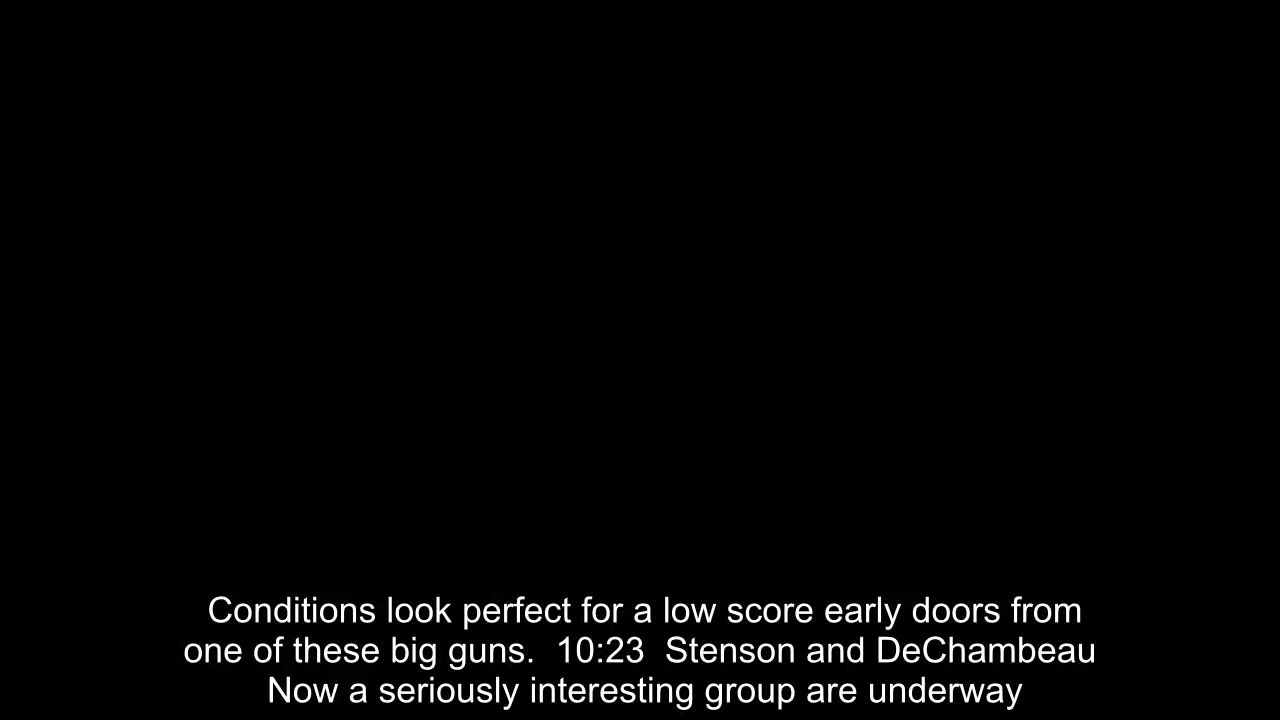 Conditions look perfect for a low score early doors from
one of these big guns.  10:23  Stenson and DeChambeau
Now a seriously interesting group are underway